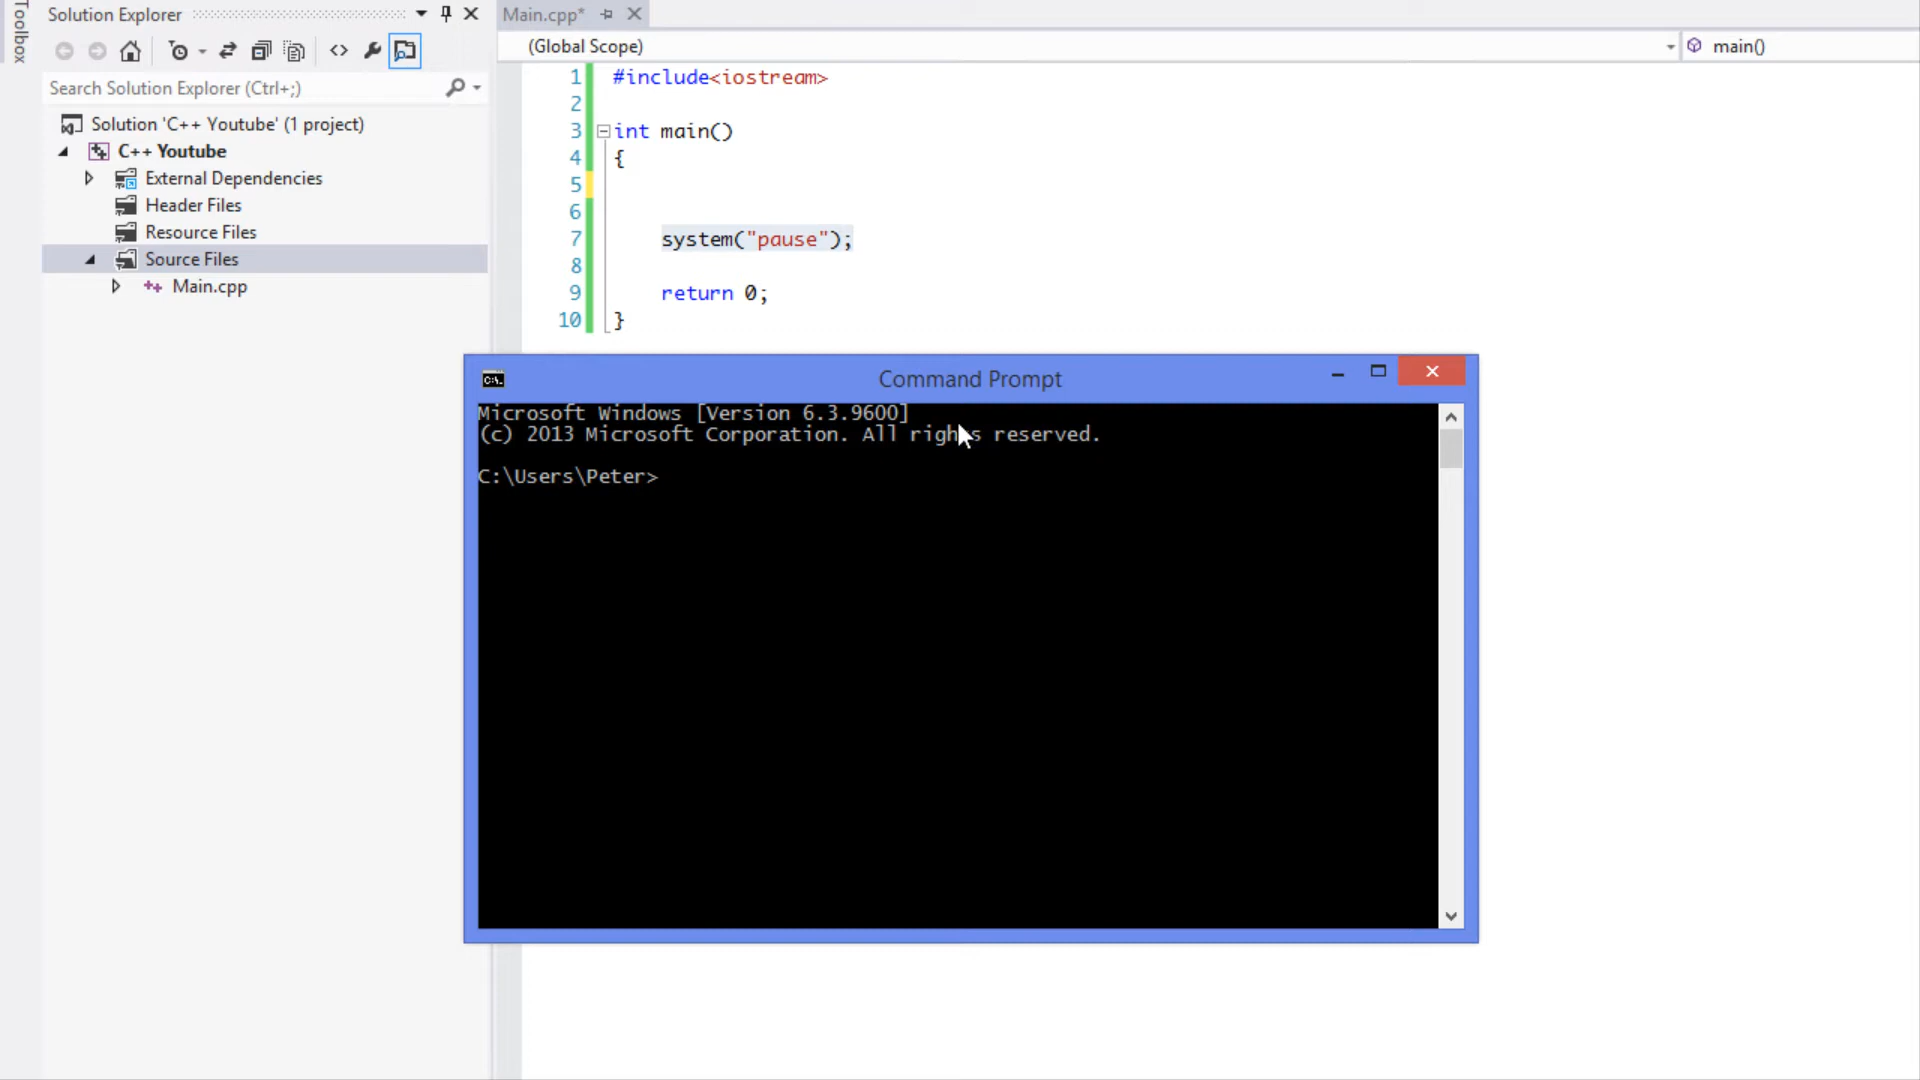 Toolbox
Solution Explorer
Search Solution Explorer (Ctrl+;)
Solution 'C++ Youtube' (1 project)
C++ Youtube
External Dependencies
Header Files
Resource Files
Source Files
Main.cpp
Main.cpp*
(Global Scope)
main()
1 #include<iostream>
2
3 int main()
4 {
5
6
7 system("pause");
8
9 return 0;
10 }
Command Prompt
Microsoft Windows [Version 6.3.9600]
(c) 2013 Microsoft Corporation. All rights reserved.
C:\Users\Peter>